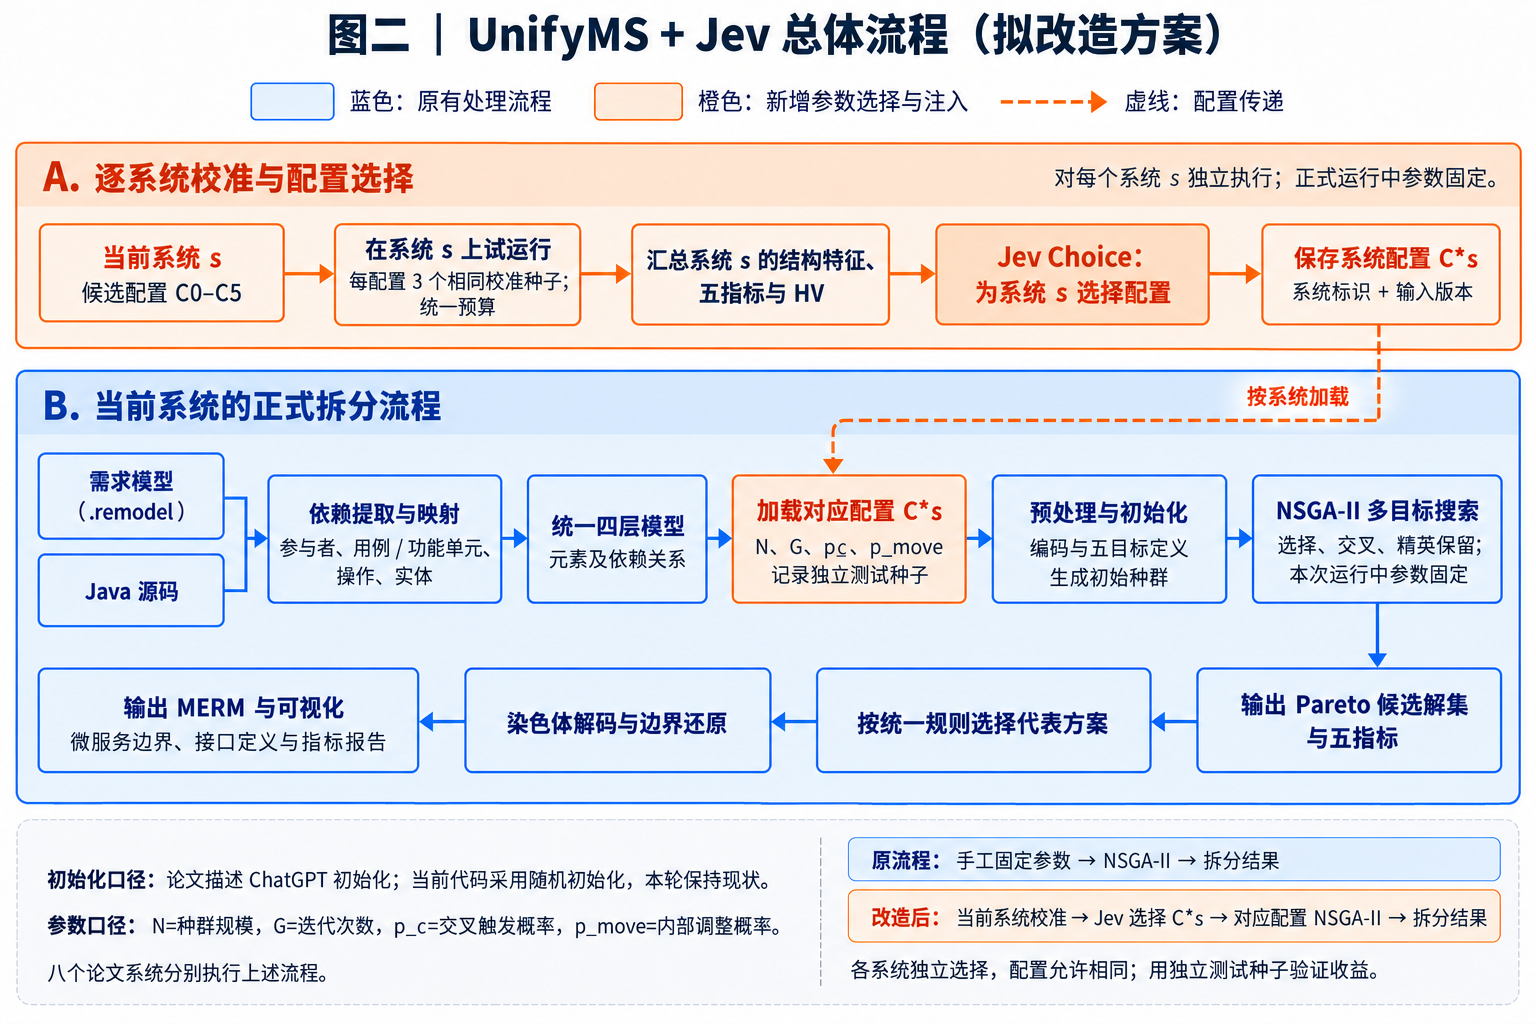 图二 | UnifyMS + Jev 总体流程（拟改造方案）
蓝色：原有处理流程
橙色：新增参数选择与注入
虚线：配置传递
A. 逐系统校准与配置选择
对每个系统 s 独立执行；正式运行中参数固定。
当前系统 s
候选配置 C0–C5
在系统 s 上试运行
每配置 3 个相同校准种子；
统一预算
汇总系统 s 的结构特征、
五指标与 HV
Jev Choice：
为系统 s 选择配置
保存系统配置 C*s
系统标识 + 输入版本
B. 当前系统的正式拆分流程
按系统加载
需求模型
（.remodel）
Java 源码
依赖提取与映射
参与者、用例 / 功能单元、
操作、实体
统一四层模型
元素及依赖关系
加载对应配置 C*s
N、G、pc、p_move
记录独立测试种子
预处理与初始化
编码与五目标定义
生成初始种群
NSGA-II 多目标搜索
选择、交叉、精英保留；
本次运行中参数固定
输出 MERM 与可视化
微服务边界、接口定义与指标报告
染色体解码与边界还原
按统一规则选择代表方案
输出 Pareto 候选解集
与五指标
初始化口径：论文描述 ChatGPT 初始化；当前代码采用随机初始化，本轮保持现状。
参数口径： N=种群规模，G=迭代次数，p_c=交叉触发概率，p_move=内部调整概率。
八个论文系统分别执行上述流程。
原流程： 手工固定参数 → NSGA-II → 拆分结果
改造后： 当前系统校准 → Jev 选择 C*s → 对应配置 NSGA-II → 拆分结果
各系统独立选择，配置允许相同；用独立测试种子验证收益。